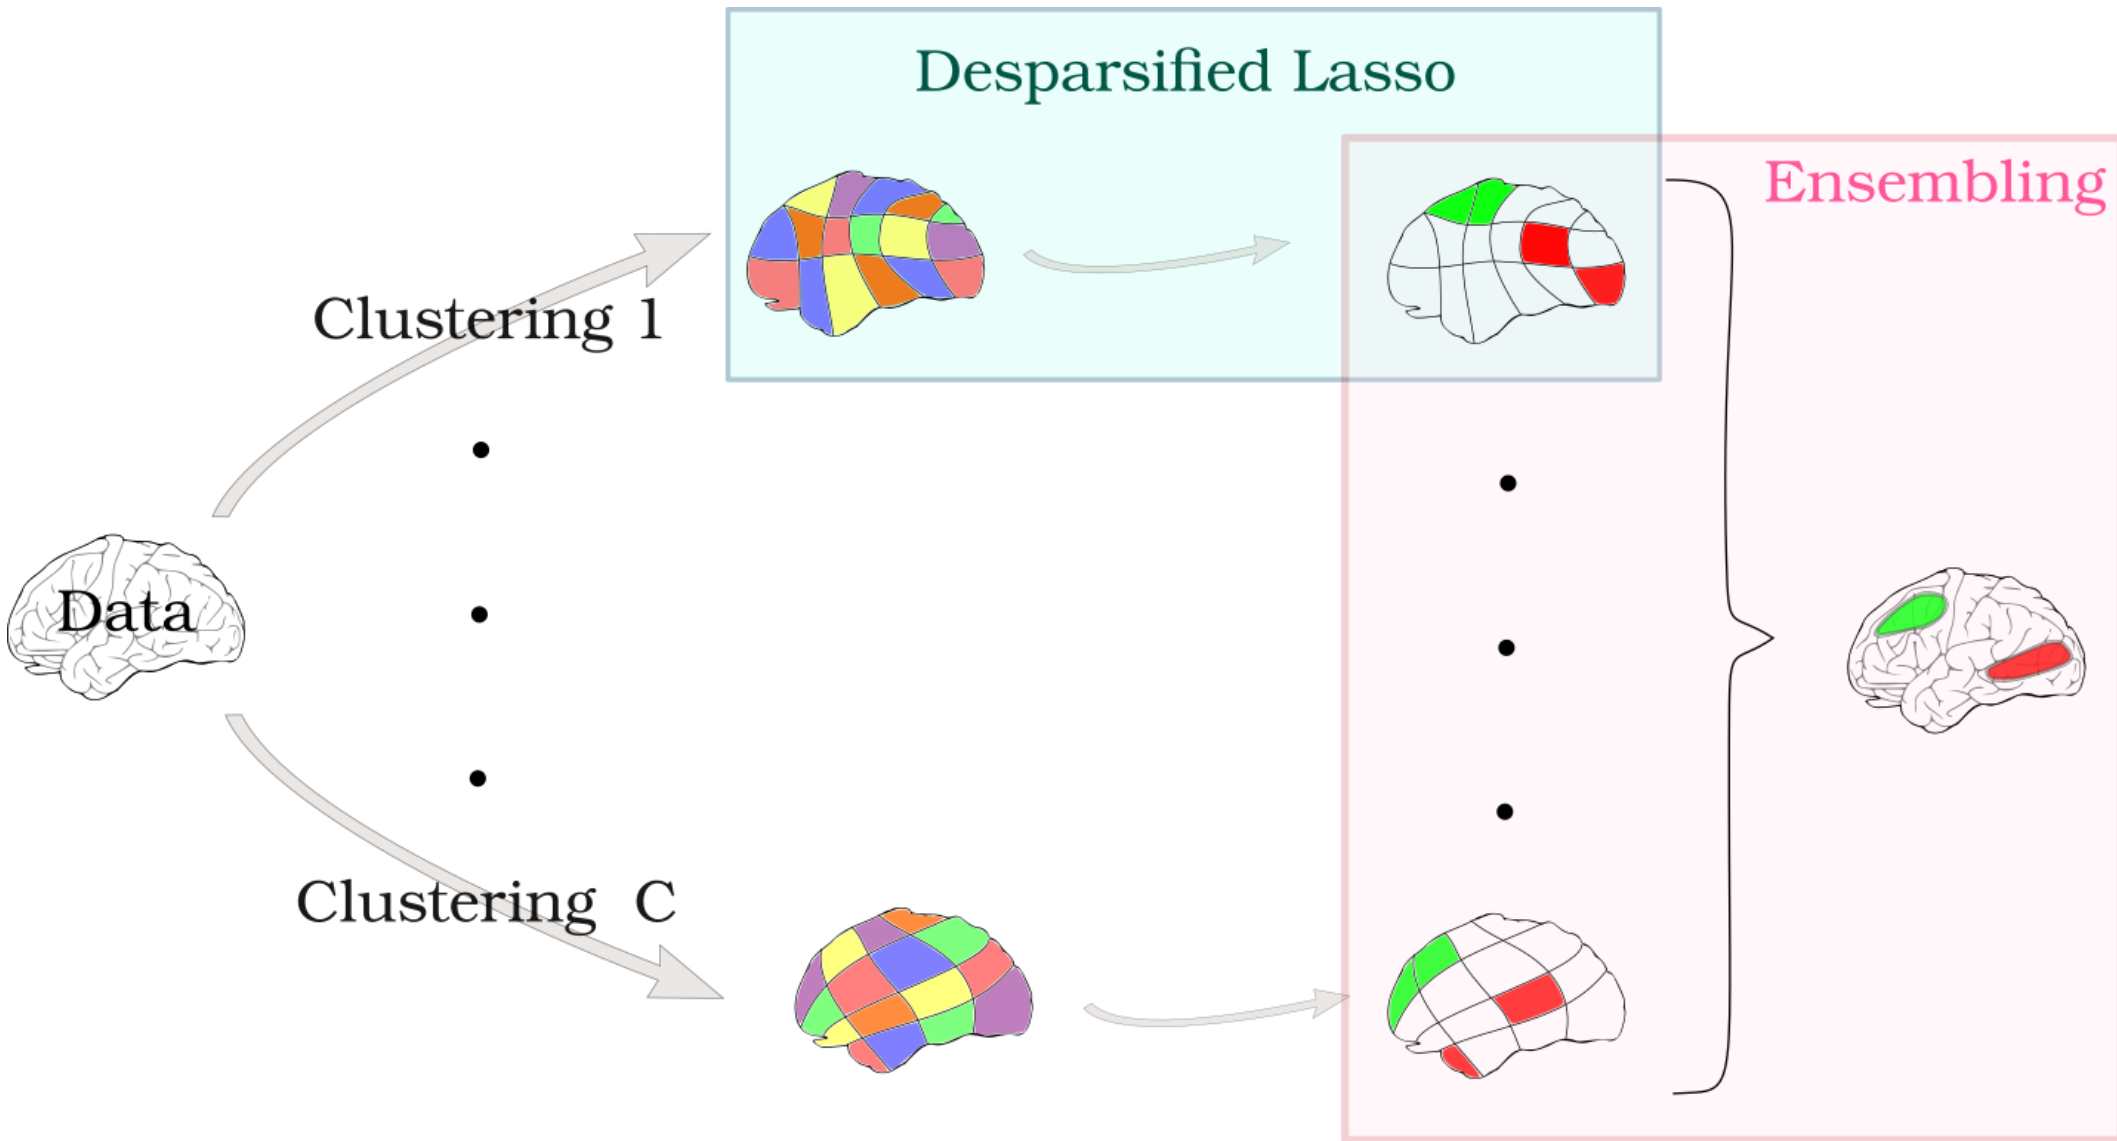 Desparsified Lasso
Ensembling
Clustering 1
Data
Clustering C